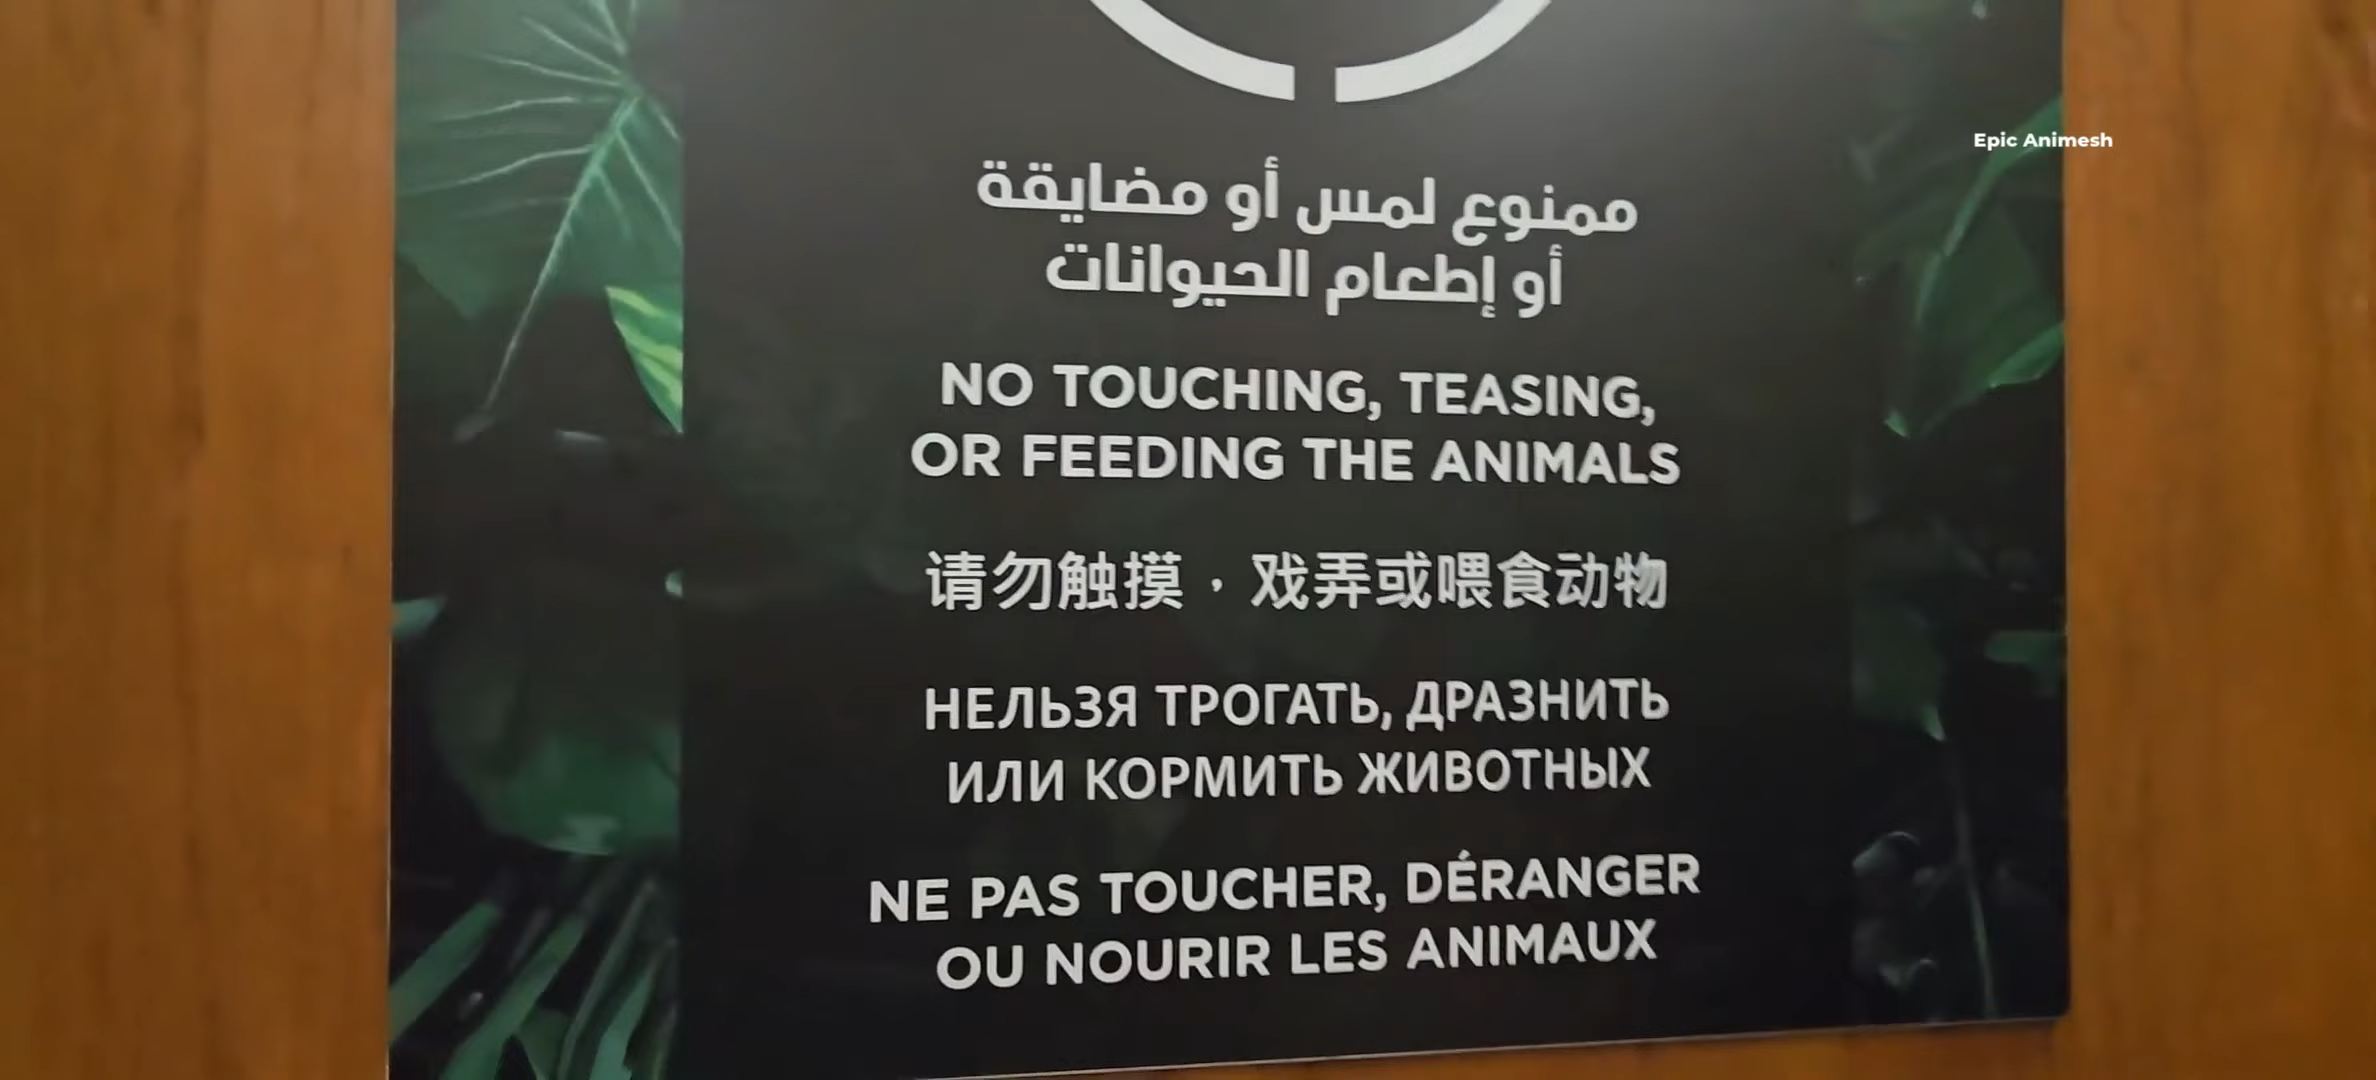 ممنوع لمس أو مضايقة
أو إطعام الحيوانات
Epic Animesh
NO TOUCHING, TEASING,
OR FEEDING THE ANIMALS
请勿触摸，戏弄或喂食动物
НЕЛЬЗЯ ТРОГАТЬ, ДРАЗНИТЬ
ИЛИ КОРМИТЬ ЖИВОТНЫХ
NE PAS TOUCHER, DÉRANGER
OU NOURIR LES ANIMAUX